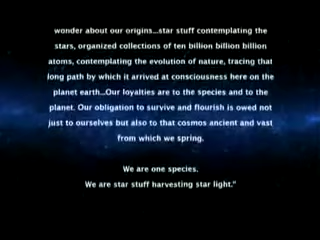 wonder about our origins...star stuff contemplating the
stars, organized collections of ten billion billion billion
atoms, contemplating the evolution of nature, tracing that
long path by which it arrived at consciousness here on the
planet earth...Our loyalties are to the species and to the
planet. Our obligation to survive and flourish is owed not
just to ourselves but also to that cosmos ancient and vast
from which we spring.
We are one species.
We are star stuff harvesting star light."